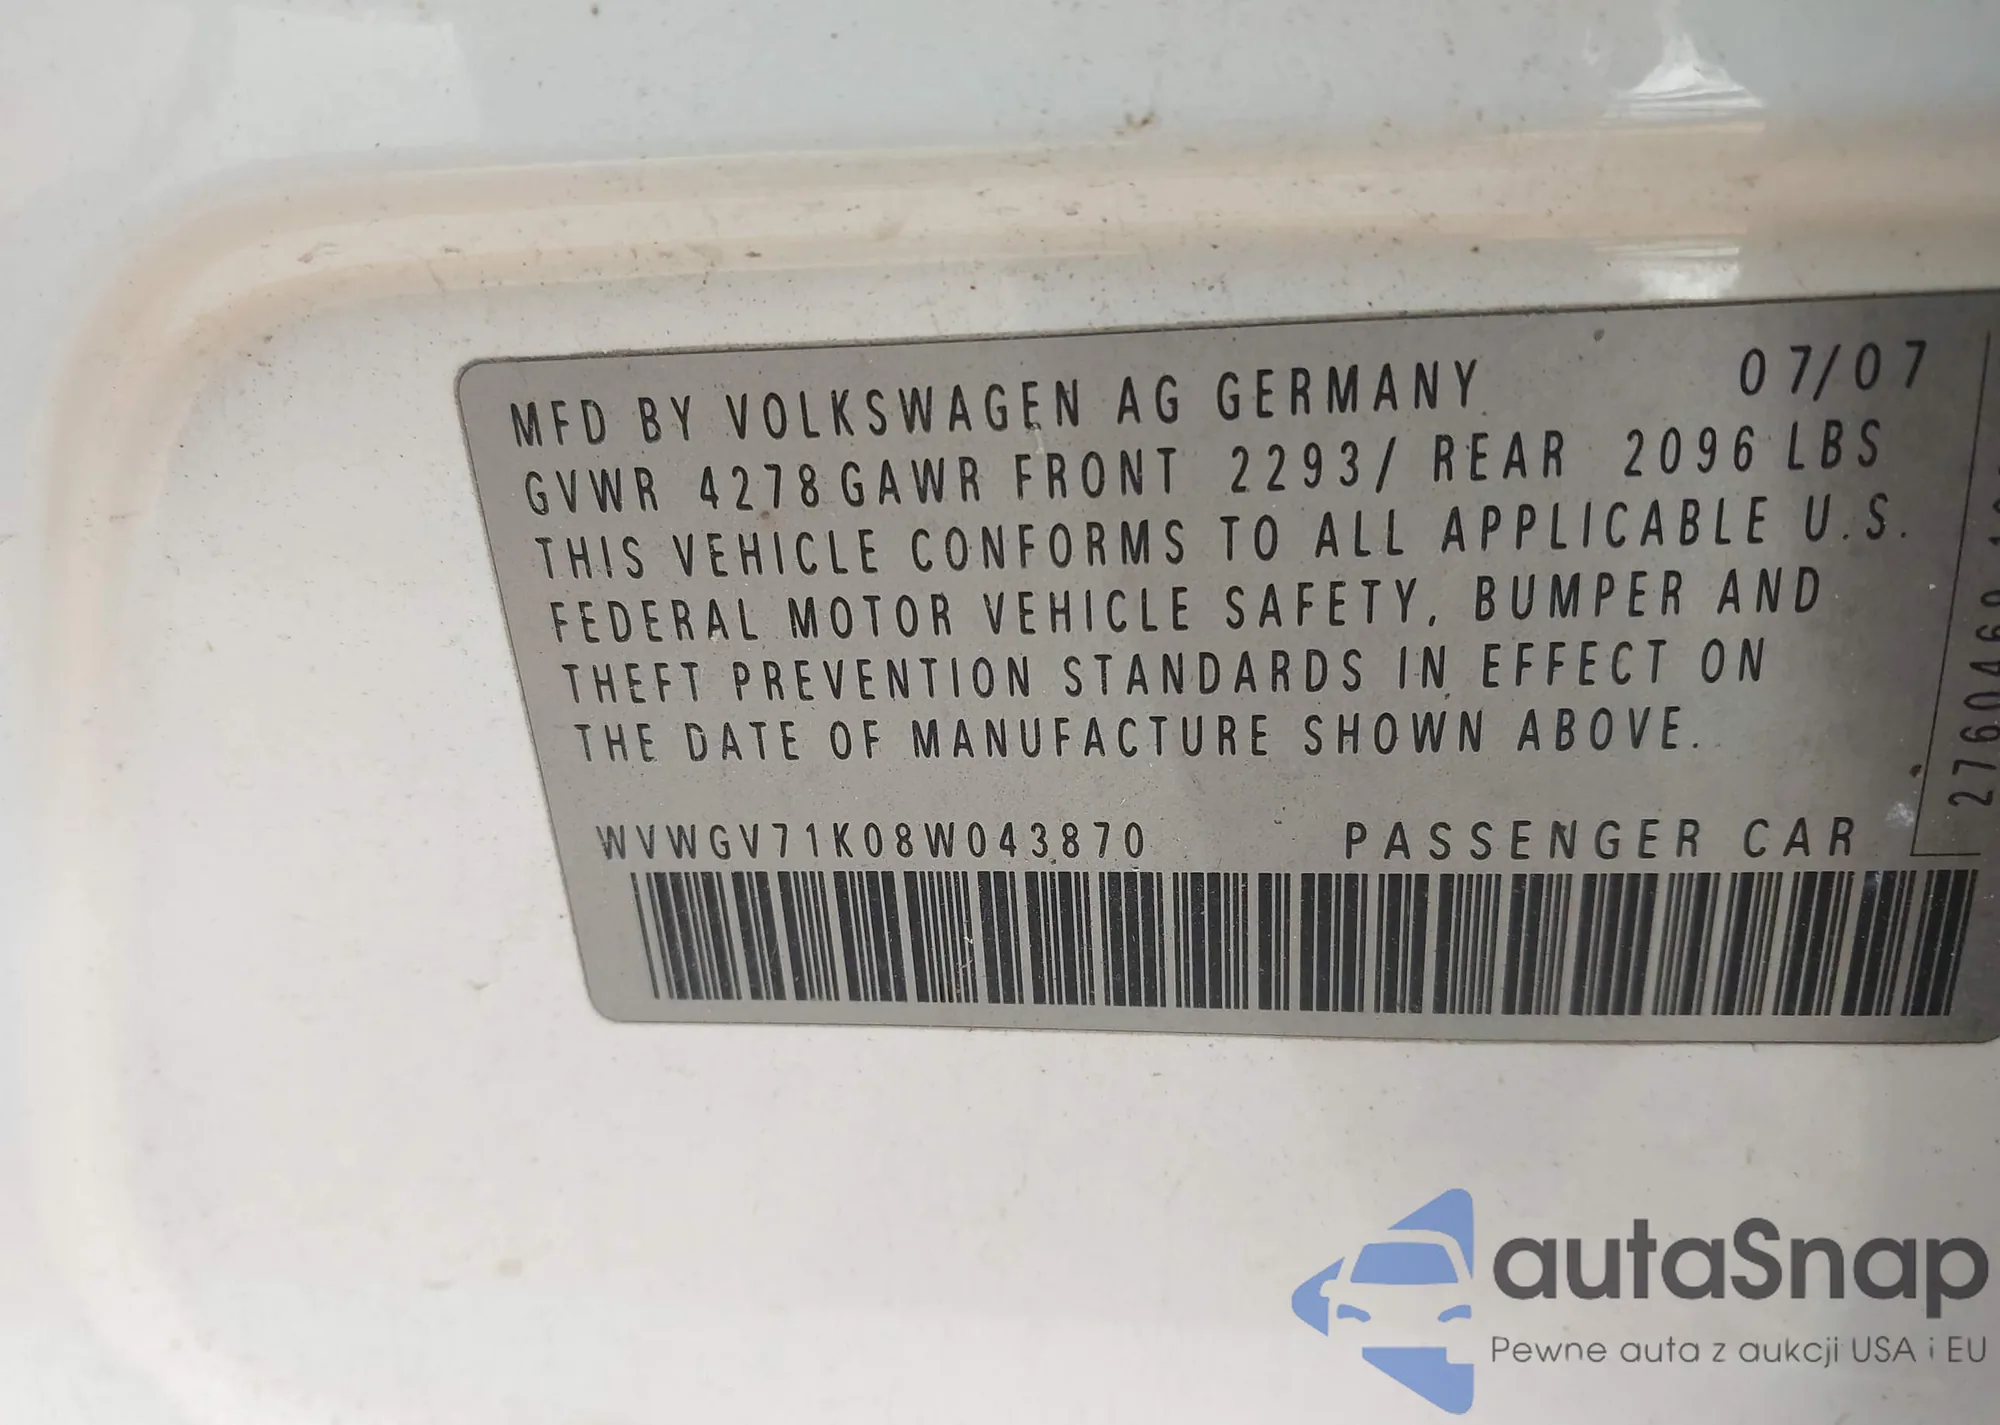 MFD BY VOLKSWAGEN AG GERMANY 07/07
GVWR 4278 GAWR FRONT 2293/ REAR 2096 LBS
THIS VEHICLE CONFORMS TO ALL APPLICABLE U.S.
FEDERAL MOTOR VEHICLE SAFETY, BUMPER AND
THEFT PREVENTION STANDARDS IN EFFECT ON
THE DATE OF MANUFACTURE SHOWN ABOVE.
WVWGV71K08W043870 PASSENGER CAR
autaSnap
Pewne auta z aukcji USA i EU